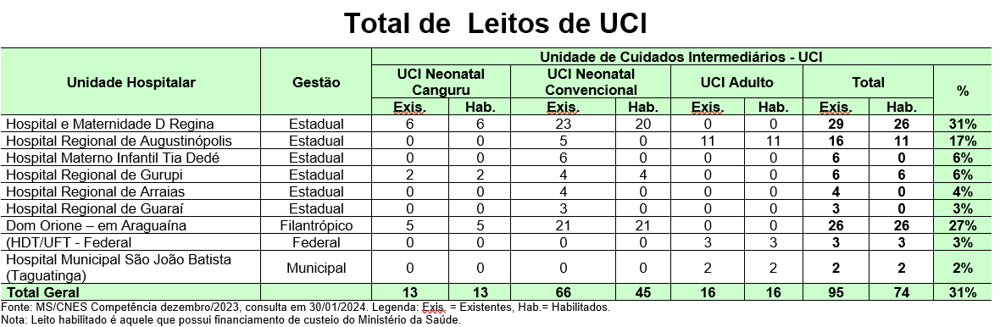 Total de Leitos de UCI
Unidade Hospitalar Gestão Unidade de Cuidados Intermediários - UCI
UCI Neonatal Canguru UCI Neonatal Convencional UCI Adulto Total %
Exis. Hab. Exis. Hab. Exis. Hab. Exis. Hab.
Hospital e Maternidade D Regina Estadual 6 6 23 20 0 0 29 26 31%
Hospital Regional de Augustinópolis Estadual 0 0 5 0 11 11 16 11 17%
Hospital Materno Infantil Tia Dedé Estadual 0 0 6 0 0 0 6 0 6%
Hospital Regional de Gurupi Estadual 2 2 4 4 0 0 6 6 6%
Hospital Regional de Arraias Estadual 0 0 4 0 0 0 4 0 4%
Hospital Regional de Guaraí Estadual 0 0 3 0 0 0 3 0 3%
Dom Orione – em Araguaína Filantrópico 5 5 21 21 0 0 26 26 27%
(HDT/UFT - Federal Federal 0 0 0 0 3 3 3 3 3%
Hospital Municipal São João Batista
(Taguatinga) Municipal 0 0 0 0 2 2 2 2 2%
Total Geral 13 13 66 45 16 16 95 74 31%
Fonte: MS/CNES Competência dezembro/2023, consulta em 30/01/2024. Legenda: Exis. = Existentes, Hab.= Habilitados.
Nota: Leito habilitado é aquele que possui financiamento de custeio do Ministério da Saúde.